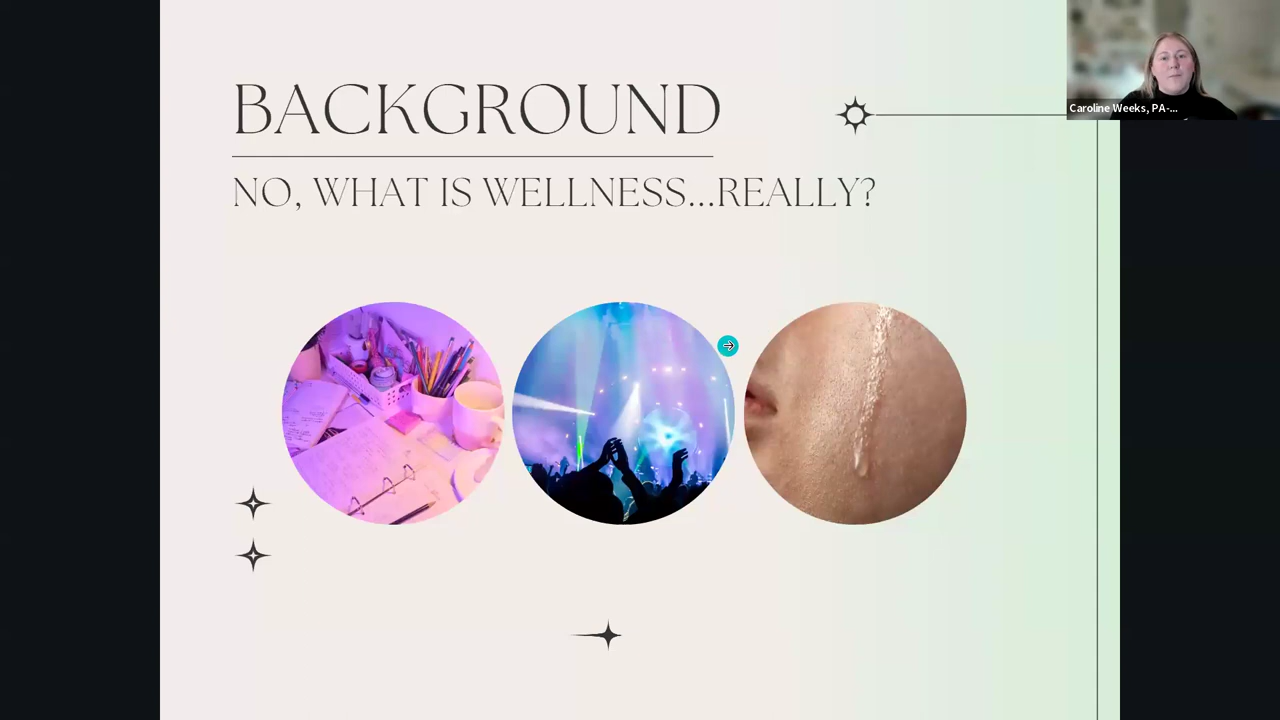 BACKGROUND
NO, WHAT IS WELLNESS...REALLY?
Caroline Weeks, PA-...